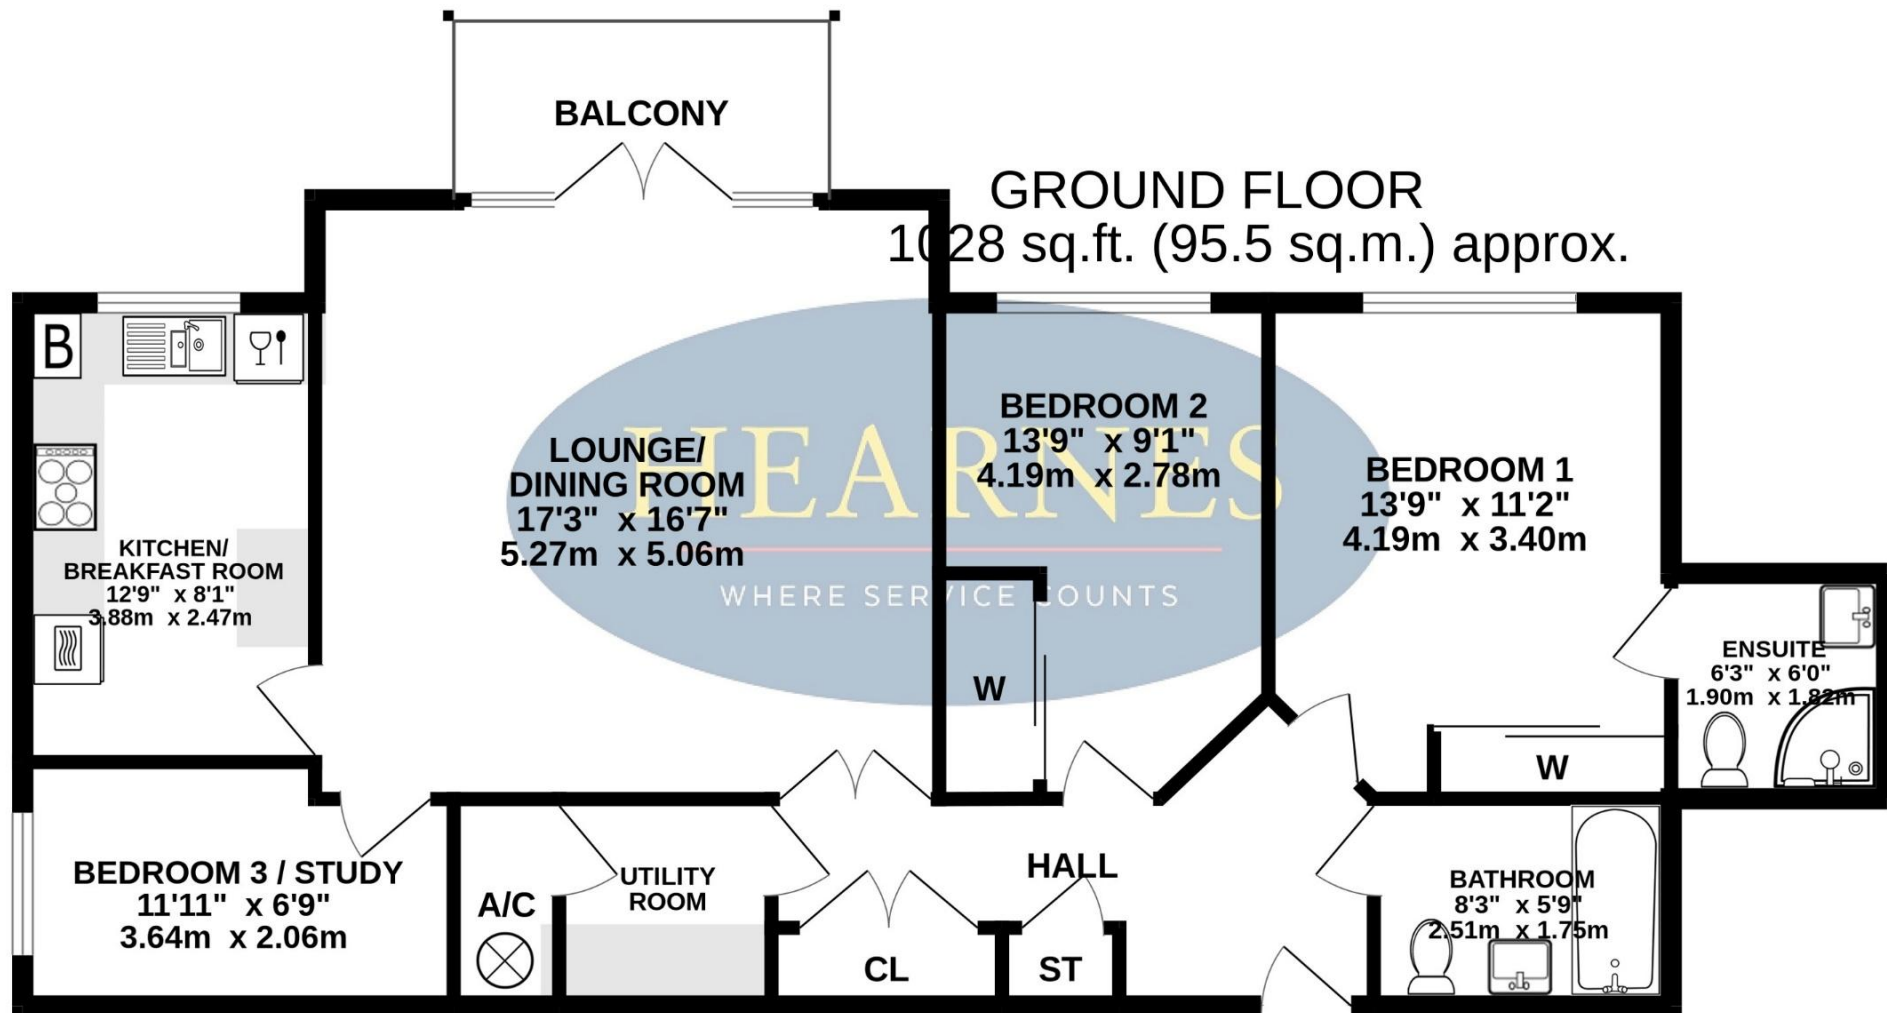 BALCONY
GROUND FLOOR
1028 sq.ft. (95.5 sq.m.) approx.
B
LOUNGE/
DINING ROOM
17'3" x 16'7"
5.27m x 5.06m
BEDROOM 2
13'9" x 9'1"
4.19m x 2.78m
BEDROOM 1
13'9" x 11'2"
4.19m x 3.40m
HEARNES
WHERE SERVICE COUNTS
KITCHEN/
BREAKFAST ROOM
12'9" x 8'1"
3.88m x 2.47m
W
ENSUITE
6'3" x 6'0"
1.90m x 1.82m
W
BEDROOM 3 / STUDY
11'11" x 6'9"
3.64m x 2.06m
A/C
UTILITY
ROOM
HALL
CL
ST
BATHROOM
8'3" x 5'9"
2.51m x 1.75m